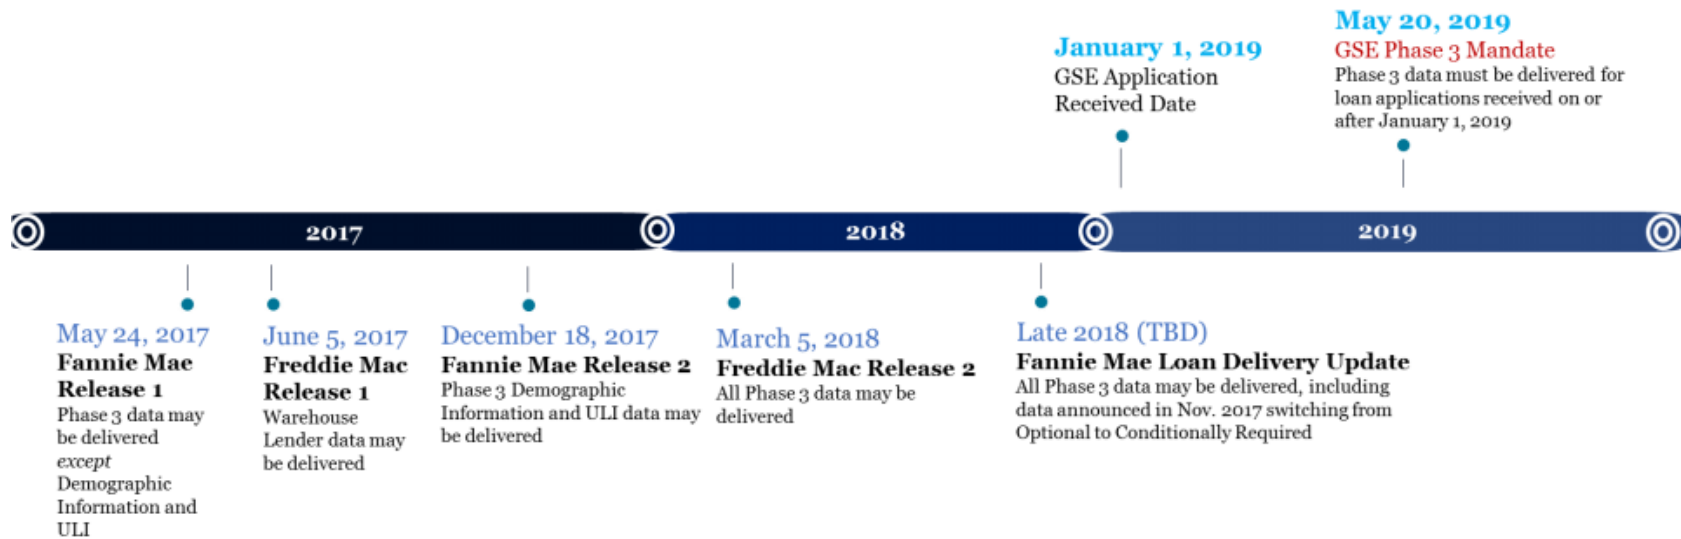 January 1, 2019
GSE Application
Received Date
May 20, 2019
GSE Phase 3 Mandate
Phase 3 data must be delivered for
loan applications received on or
after January 1, 2019
2017
2018
2019
May 24, 2017
Fannie Mae
Release 1
Phase 3 data may
be delivered
except
Demographic
Information and
ULI
June 5, 2017
Freddie Mac
Release 1
Warehouse
Lender data may
be delivered
December 18, 2017
Fannie Mae Release 2
Phase 3 Demographic
Information and ULI data may
be delivered
March 5, 2018
Freddie Mac Release 2
All Phase 3 data may be
delivered
Late 2018 (TBD)
Fannie Mae Loan Delivery Update
All Phase 3 data may be delivered, including
data announced in Nov. 2017 switching from
Optional to Conditionally Required